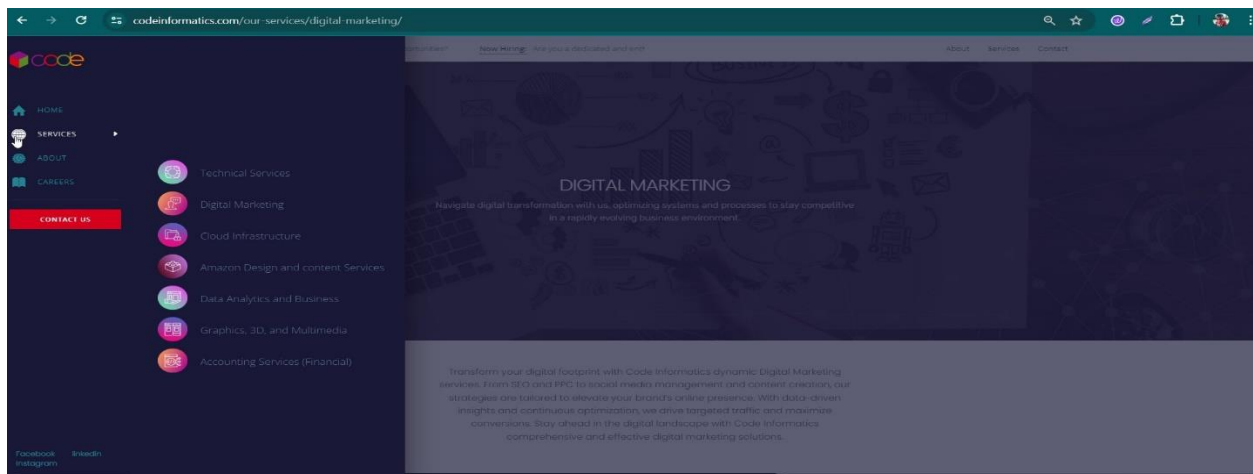 codeinformatics.com/our-services/digital-marketing/
code
Now Hiring: Are you a dedicated and
About Services Contact
HOME
SERVICES
ABOUT
CAREERS
CONTACT US
Technical Services
Digital Marketing
Cloud Infrastructure
Amazon Design and content Services
Data Analytics and Business
Graphics, 3D, and Multimedia
Accounting Services (Financial)
Facebook linkedin
Instagram
DIGITAL MARKETING
Navigate digital transformation with us, optimizing systems and processes to stay competitive
in a rapidly evolving business environment.
Transform your digital footprint with Code Informatics dynamic Digital Marketing
services. From SEO and PPC to social media management and content creation, our
strategies are tailored to elevate your brand's online presence. With data-driven
insights and continuous optimization, we drive targeted traffic and maximize
conversions. Stay ahead in the digital landscape with Code Informatics
comprehensive and effective digital marketing solutions.